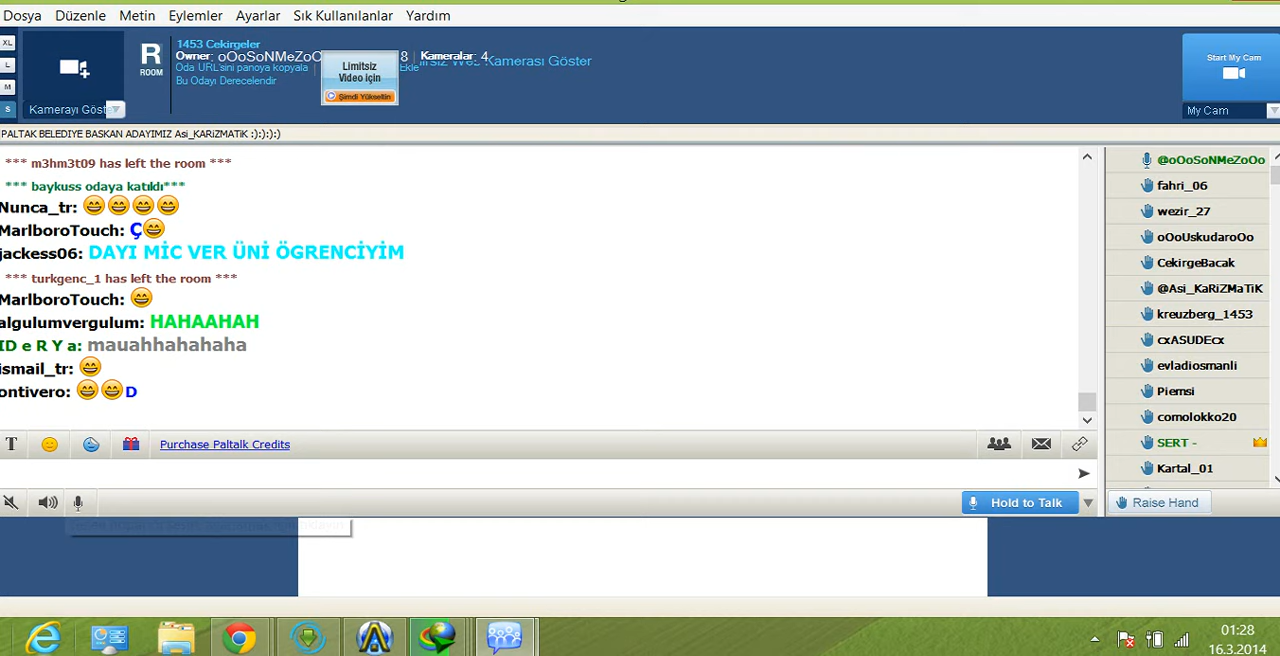 Dosya Düzenle Metin Eylemler Ayarlar Sık Kullanılanlar Yardım
XL
L
M
S
Kamerayı Göst
R
ROOM
1453 Cekirgeler
Owner: oOoSoNMeZoO 8 | Kameralar: 4
Oda URL'sini panoya kopyala | Ekle
Bu Odayı Derecelendir
Limitsiz
Video için
Şimdi Yükseltin
Kamerası Göster
Start My Cam
My Cam
PALTAK BELEDIYE BASKAN ADAYIMIZ Asi_KARiZMATiK :):):):)
*** m3hm3t09 has left the room ***
*** baykuss odaya katıldı***
Nunca_tr: 😄😄😄😄
MarlboroTouch: Ç😄
jackess06: DAYI MİC VER ÜNİ ÖGRENCİYİM
*** turkgenc_1 has left the room ***
MarlboroTouch: 😄
algulumvergulum: HAHAAHAH
ID e R Y a: mauahhahahaha
ismail_tr: 😄
ontivero: 😄😄D
T
Purchase Paltalk Credits
Hold to Talk
@oOoSoNMeZoOo
fahri_06
wezir_27
oOoUskudaroOo
CekirgeBacak
@Asi_KaRiZMaTiK
kreuzberg_1453
cxASUDEcx
evladiosmanli
Piemsi
comolokko20
SERT -
Kartal_01
Raise Hand
01:28
16.3.2014